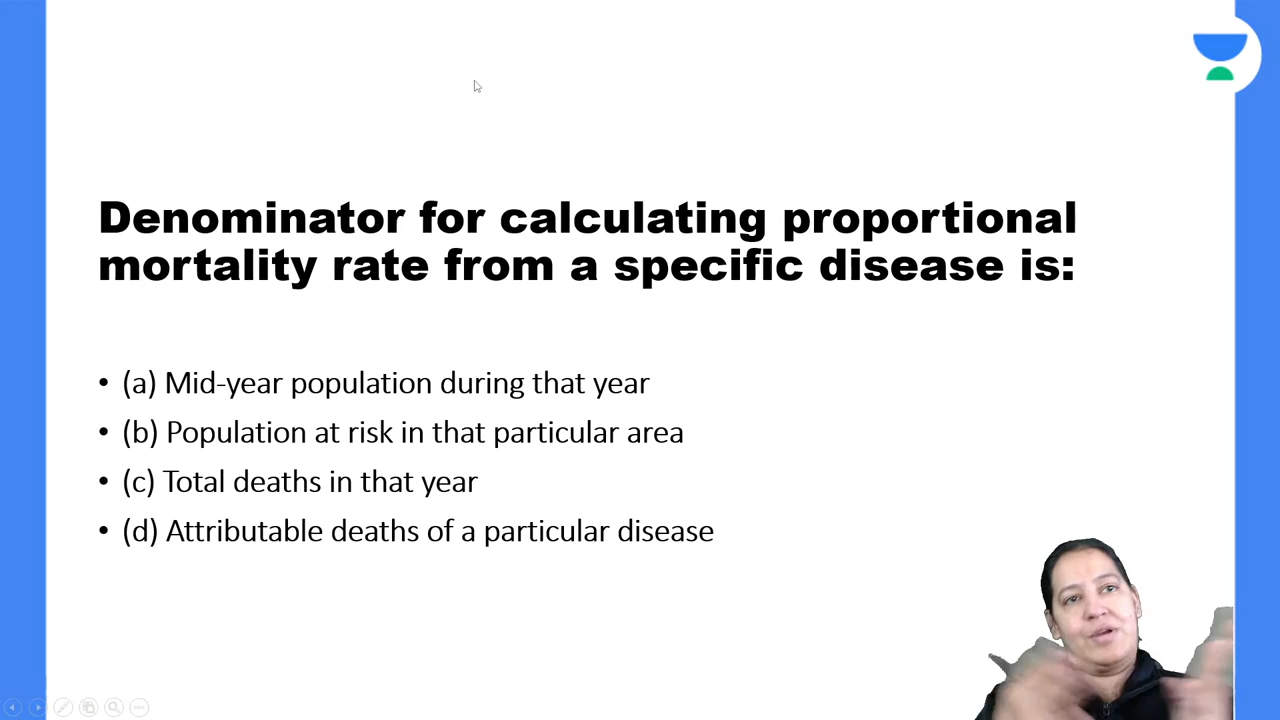 Denominator for calculating proportional
mortality rate from a specific disease is:
• (a) Mid-year population during that year
• (b) Population at risk in that particular area
• (c) Total deaths in that year
• (d) Attributable deaths of a particular disease